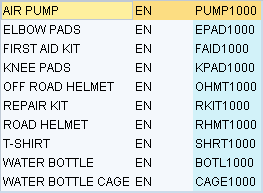 AIR PUMP EN PUMP1000
ELBOW PADS EN EPAD1000
FIRST AID KIT EN FAID1000
KNEE PADS EN KPAD1000
OFF ROAD HELMET EN OHMT1000
REPAIR KIT EN RKIT1000
ROAD HELMET EN RHMT1000
T-SHIRT EN SHRT1000
WATER BOTTLE EN BOTL1000
WATER BOTTLE CAGE EN CAGE1000